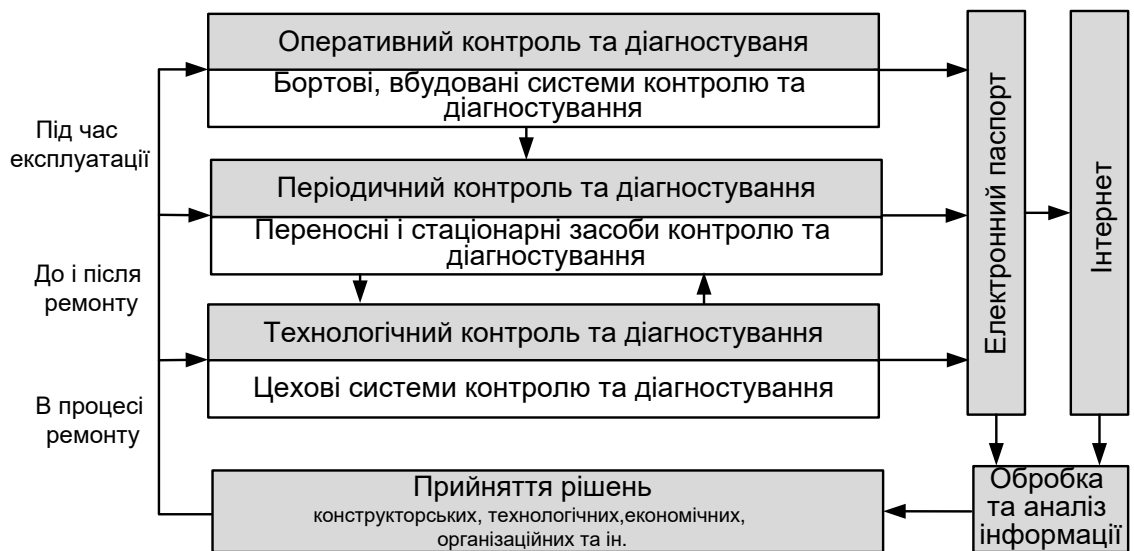 Оперативний контроль та діагностуваня
Бортові, вбудовані системи контролю та
діагностування
Під час
експлуатації
Періодичний контроль та діагностування
Переносні і стаціонарні засоби контролю та
діагностування
До і після
ремонту
Технологічний контроль та діагностування
Цехові системи контролю та діагностування
В процесі
ремонту
Електронний паспорт
Інтернет
Прийняття рішень
конструкторських, технологічних,економічних,
організаційних та ін.
Обробка
та аналіз
інформації